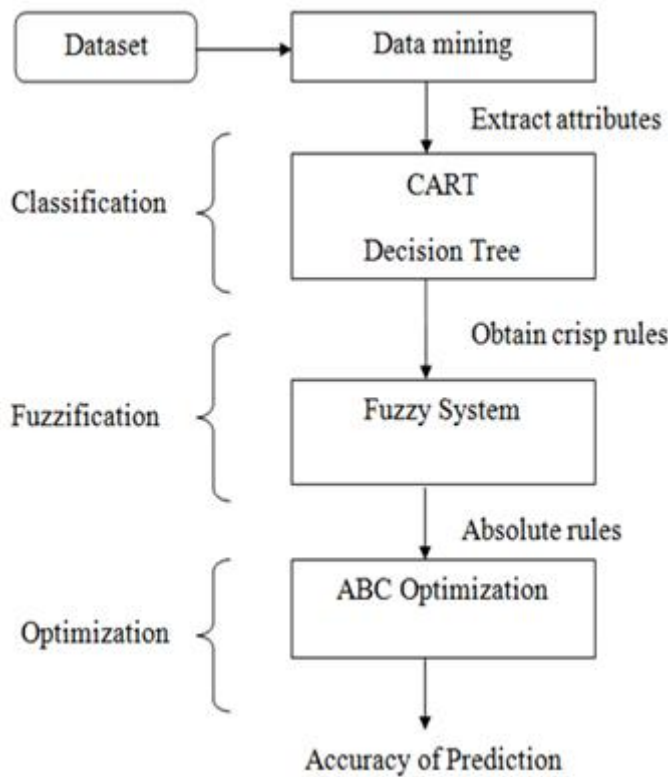 Dataset
Data mining
Extract attributes
Classification
CART
Decision Tree
Obtain crisp rules
Fuzzification
Fuzzy System
Absolute rules
Optimization
ABC Optimization
Accuracy of Prediction